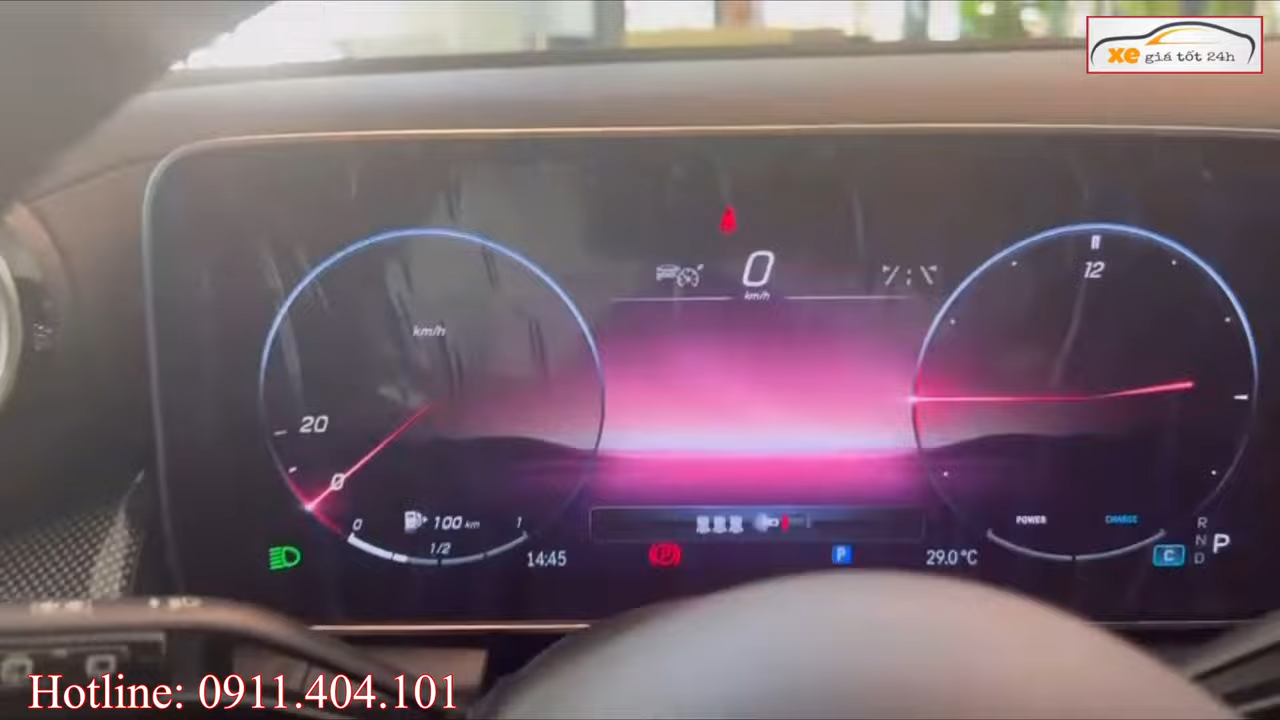 xe giá tốt 24h
0
km/h
12
km/h
20
0
0
100 km
1
1/2
14:45
P
P
29.0°C
POWER
CHARGE
C
R
N
D
P
Hotline: 0911.404.101